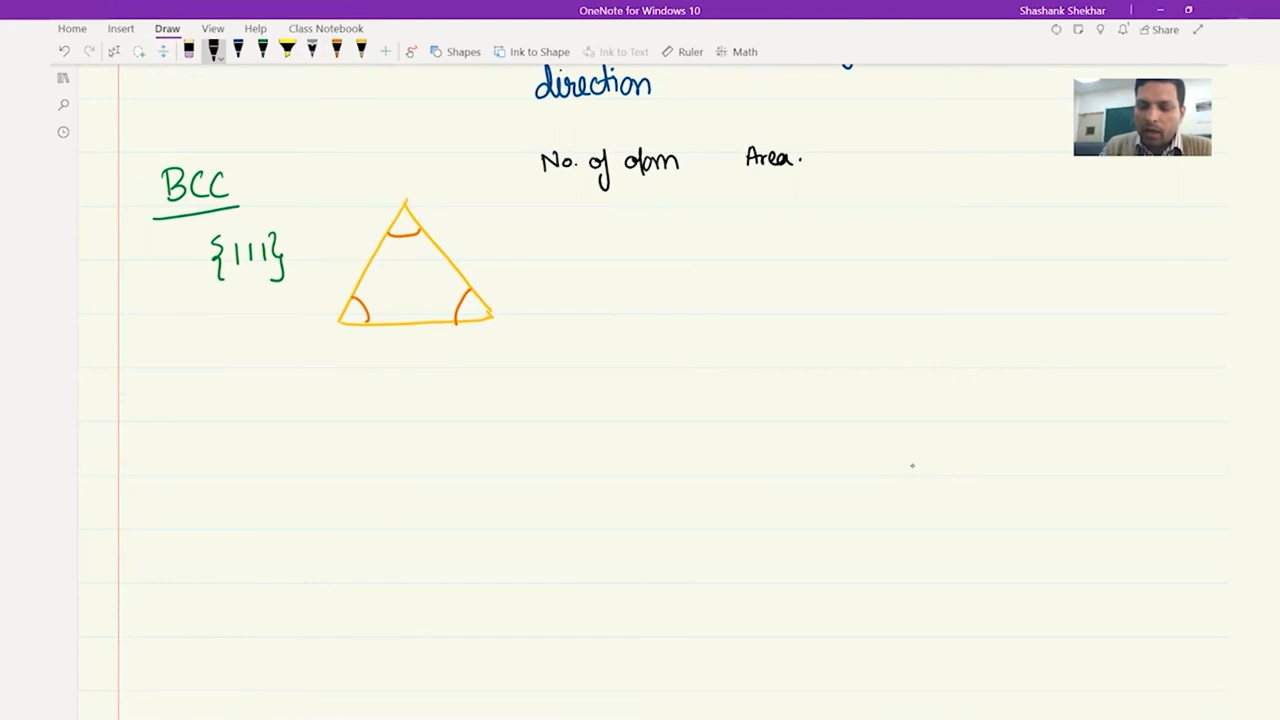 OneNote for Windows 10
Shashank Shekhar
Home Insert Draw View Help Class Notebook
Share
Shapes Ink to Shape Ink to Text Ruler Math
direction
No. of atom Area.
BCC
{111}